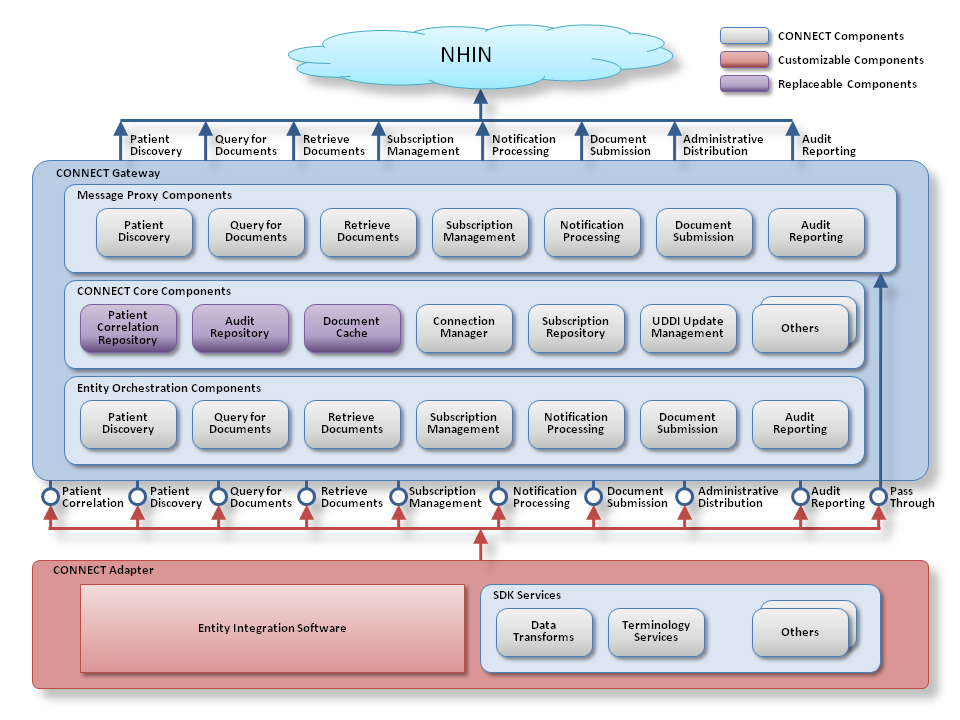 NHIN
CONNECT Components
Customizable Components
Replaceable Components
Patient
Discovery
Query for
Documents
Retrieve
Documents
Subscription
Management
Notification
Processing
Document
Submission
Administrative
Distribution
Audit
Reporting
CONNECT Gateway
Message Proxy Components
Patient
Discovery
Query for
Documents
Retrieve
Documents
Subscription
Management
Notification
Processing
Document
Submission
Audit
Reporting
CONNECT Core Components
Patient
Correlation
Repository
Audit
Repository
Document
Cache
Connection
Manager
Subscription
Repository
UDDI Update
Management
Others
Entity Orchestration Components
Patient
Discovery
Query for
Documents
Retrieve
Documents
Subscription
Management
Notification
Processing
Document
Submission
Audit
Reporting
Patient
Correlation
Patient
Discovery
Query for
Documents
Retrieve
Documents
Subscription
Management
Notification
Processing
Document
Submission
Administrative
Distribution
Audit
Reporting
Pass
Through
CONNECT Adapter
Entity Integration Software
SDK Services
Data
Transforms
Terminology
Services
Others